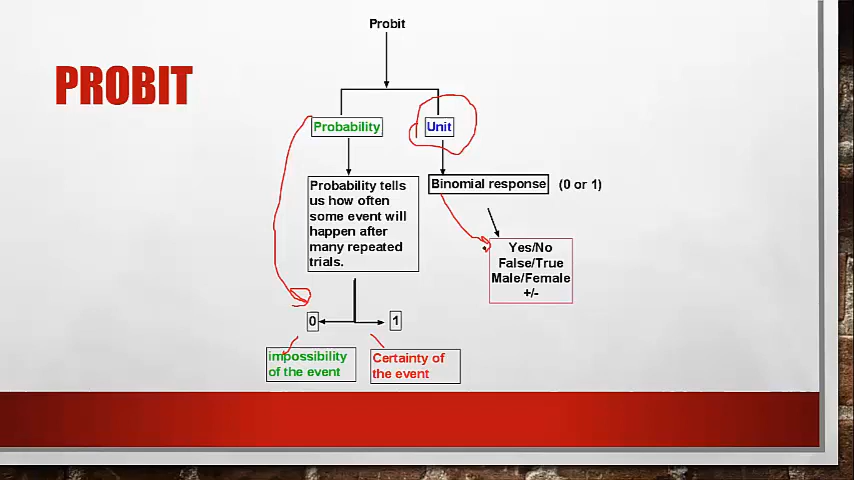 Probit
PROBIT
Probability
Unit
Probability tells
us how often
some event will
happen after
many repeated
trials.
Binomial response
(0 or 1)
Yes/No
False/True
Male/Female
+/-
0
1
impossibility
of the event
Certainty of
the event